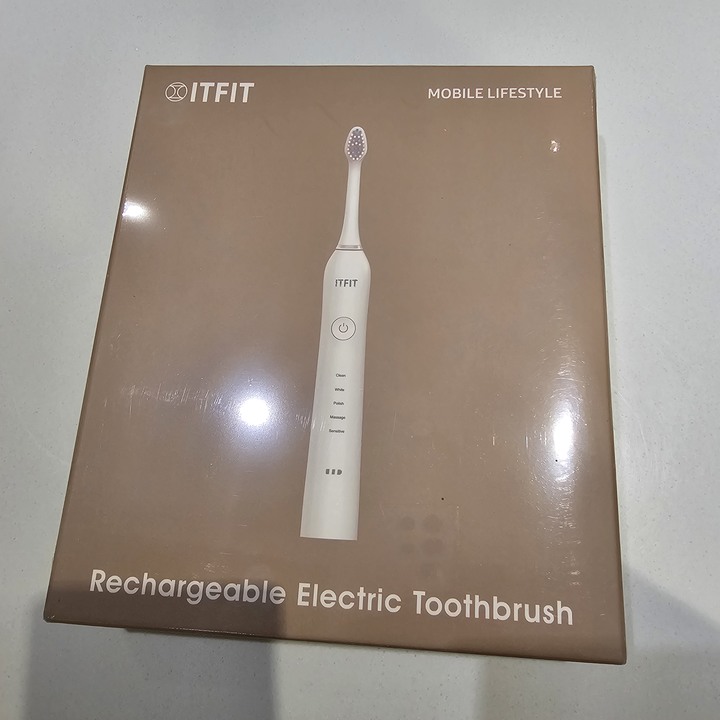 ITFIT
MOBILE LIFESTYLE
ITFIT
Clean
White
Polish
Massage
Sensitive
Rechargeable Electric Toothbrush